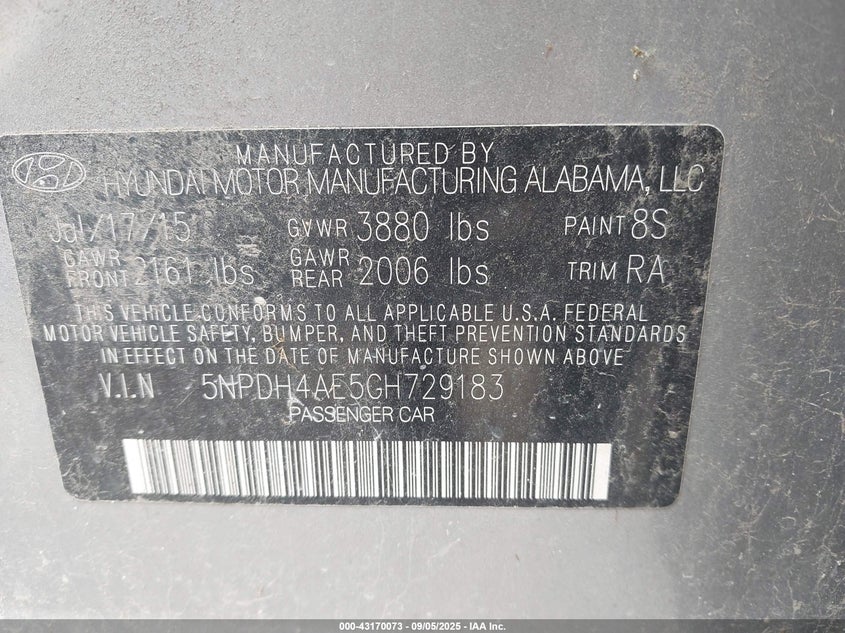 MANUFACTURED BY
HYUNDAI MOTOR MANUFACTURING ALABAMA, LLC
Jul/17/15 GVWR 3880 lbs PAINT 8S
GAWR FRONT 2161 lbs GAWR REAR 2006 lbs TRIM RA
THIS VEHICLE CONFORMS TO ALL APPLICABLE U.S.A. FEDERAL
MOTOR VEHICLE SAFETY, BUMPER, AND THEFT PREVENTION STANDARDS
IN EFFECT ON THE DATE OF MANUFACTURE SHOWN ABOVE.
V.I.N 5NPDH4AE5GH729183
PASSENGER CAR
000-43170073 - 09/05/2025 - IAA Inc.